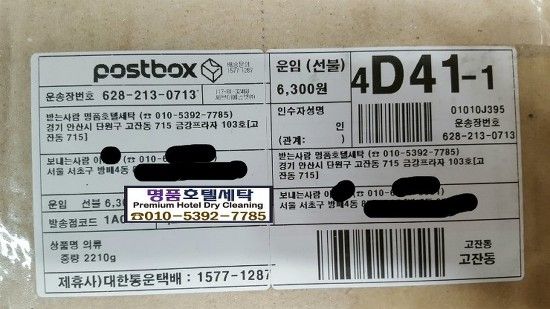 postbox
배송문의
1577-1287
운송장번호 628-213-0713
받는사람 명품호텔세탁 (☎ 010-5392-7785)
경기 안산시 단원구 고잔동 715 금강프라자 103호[고
잔동 715]
보내는사람 이
서울 서초구 방배4동
운임 선불 6,30
발송점코드 1A0
상품명 의류
중량 2210g
제휴사)대한통운택배 : 1577-1287
명품호텔세탁
Premium Hotel Dry Cleaning
☎010-5392-7785
운임 (선불)
6,300원
인수자성명
인
(관계: )
4D41-1
01010J395
운송장번호
628-213-0713
받는사람 명품호텔세탁 (☎ 010-5392-7785)
경기 안산시 단원구 고잔동 715 금강프라자 103호[고
잔동 715]
보내는사람 이 (☎ 010-6
서울 서초구 방배4동
고잔동
고잔동